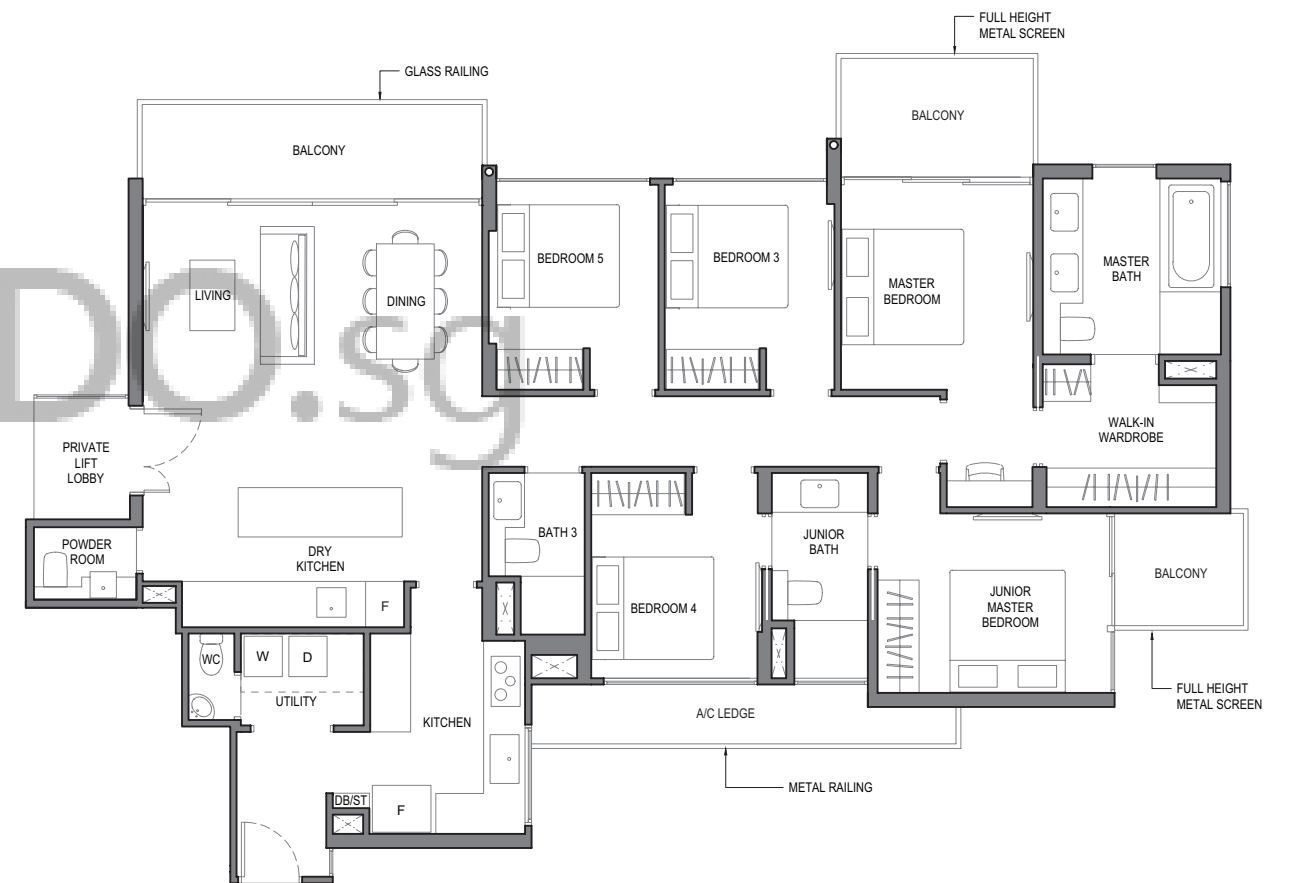 FULL HEIGHT
METAL SCREEN
GLASS RAILING
BALCONY
BALCONY
BEDROOM 5
BEDROOM 3
MASTER
BEDROOM
MASTER
BATH
LIVING
DINING
DO.sg
PRIVATE
LIFT
LOBBY
WALK-IN
WARDROBE
POWDER
ROOM
DRY
KITCHEN
F
BATH 3
JUNIOR
BATH
BEDROOM 4
JUNIOR
MASTER
BEDROOM
BALCONY
WC
W
D
UTILITY
KITCHEN
A/C LEDGE
FULL HEIGHT
METAL SCREEN
METAL RAILING
DB/ST
F